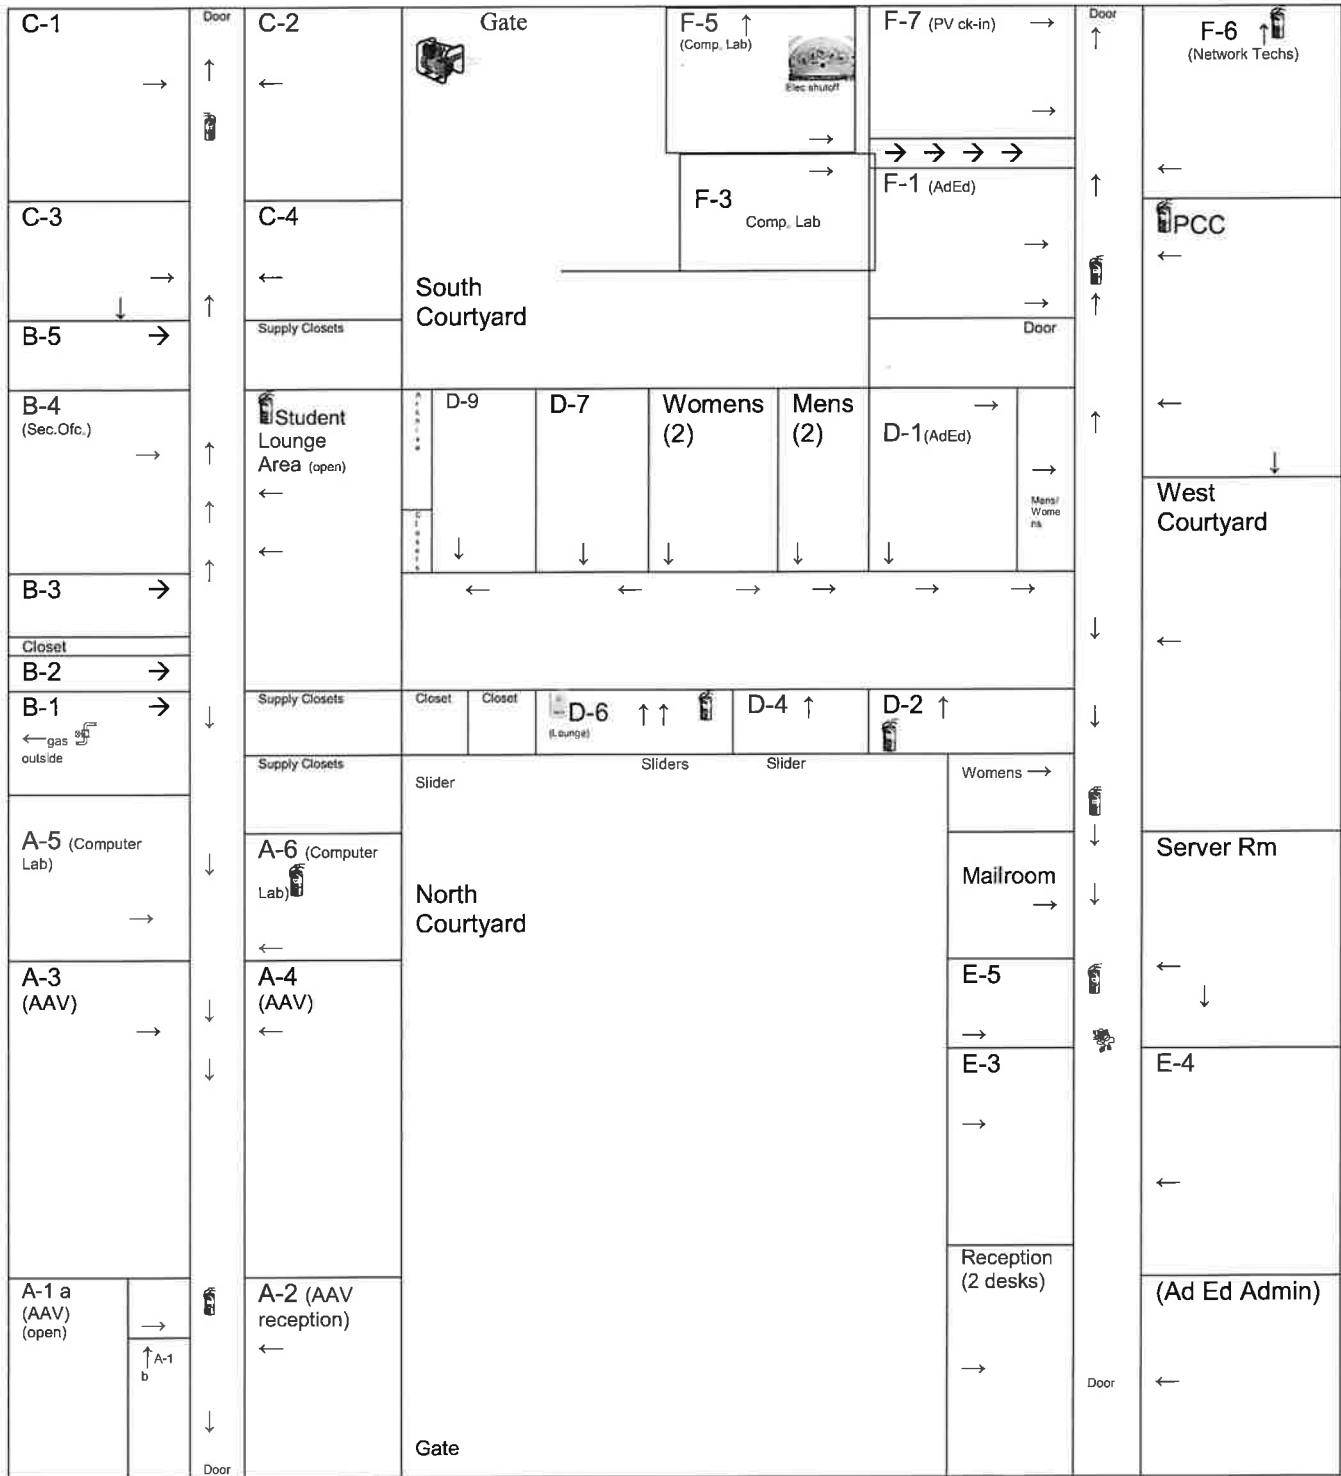 C-1
Door
C-2
Gate
F-5
(Comp. Lab)
Elec shutoff
F-7 (PV ck-in)
Door
F-6
(Network Techs)
C-3
C-4
F-3
Comp. Lab
F-1 (AdEd)
PCC
South
Courtyard
B-5
Supply Closets
Door
B-4
(Sec.Ofc.)
Student
Lounge
Area (open)
Closets
D-9
D-7
Womens
(2)
Mens
(2)
D-1(AdEd)
Mens/
Wome
ns
West
Courtyard
B-3
Closet
B-2
B-1
gas
outside
Supply Closets
Closet
Closet
D-6
(Lounge)
D-4
D-2
Supply Closets
Slider
Sliders
Slider
Womens
A-5 (Computer
Lab)
A-6 (Computer
Lab)
North
Courtyard
Mailroom
Server Rm
A-3
(AAV)
A-4
(AAV)
E-5
E-3
E-4
A-1 a
(AAV)
(open)
A-1
b
A-2 (AAV
reception)
Reception
(2 desks)
(Ad Ed Admin)
Door
Gate
Door